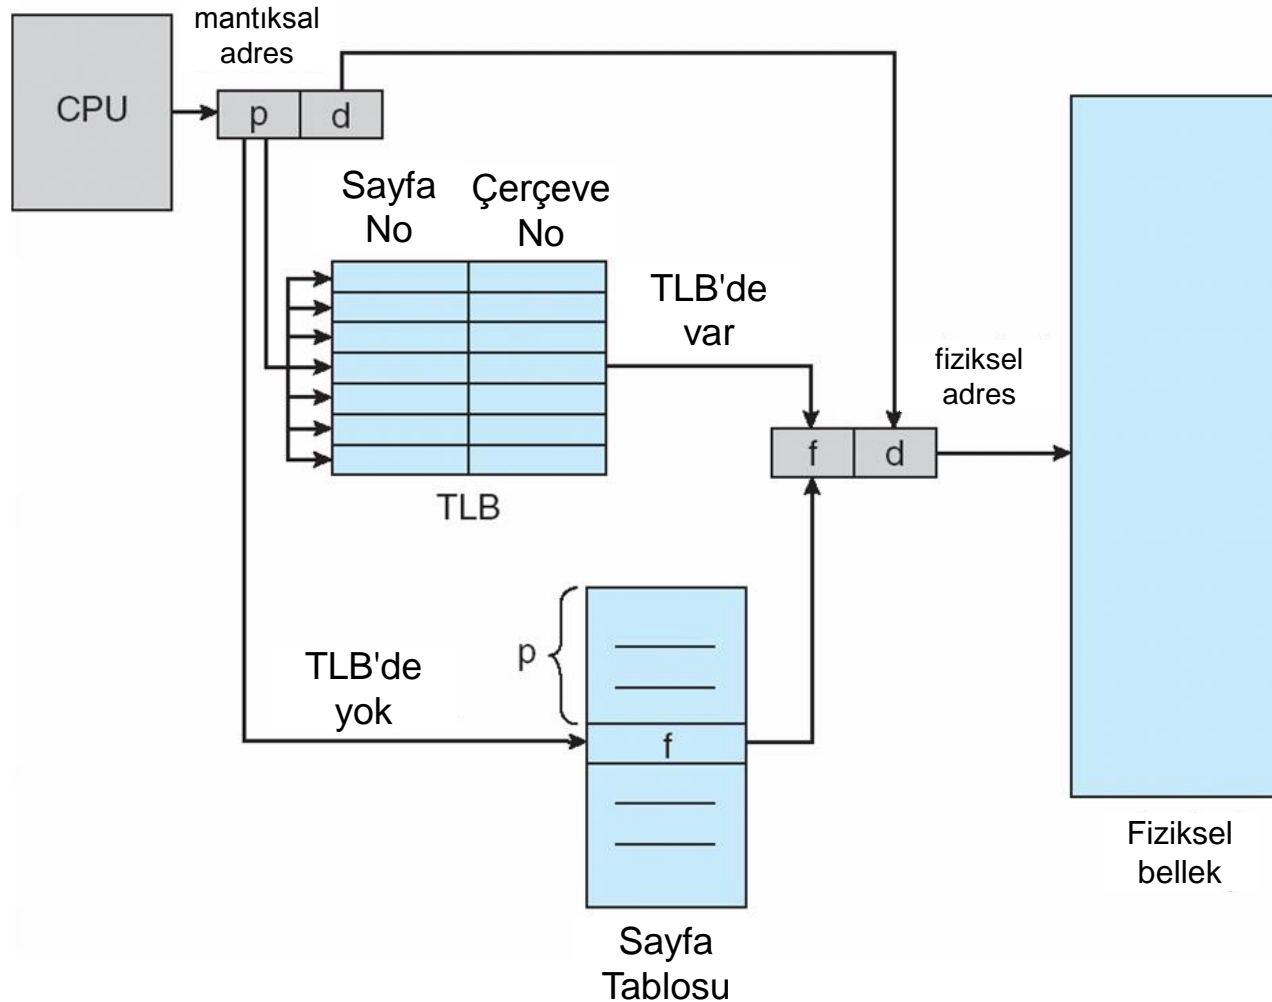 mantıksal
adres
CPU
p
d
Sayfa
No
Çerçeve
No
TLB'de
var
fiziksel
adres
f
d
TLB
p
TLB'de
yok
f
Fiziksel
bellek
Sayfa
Tablosu